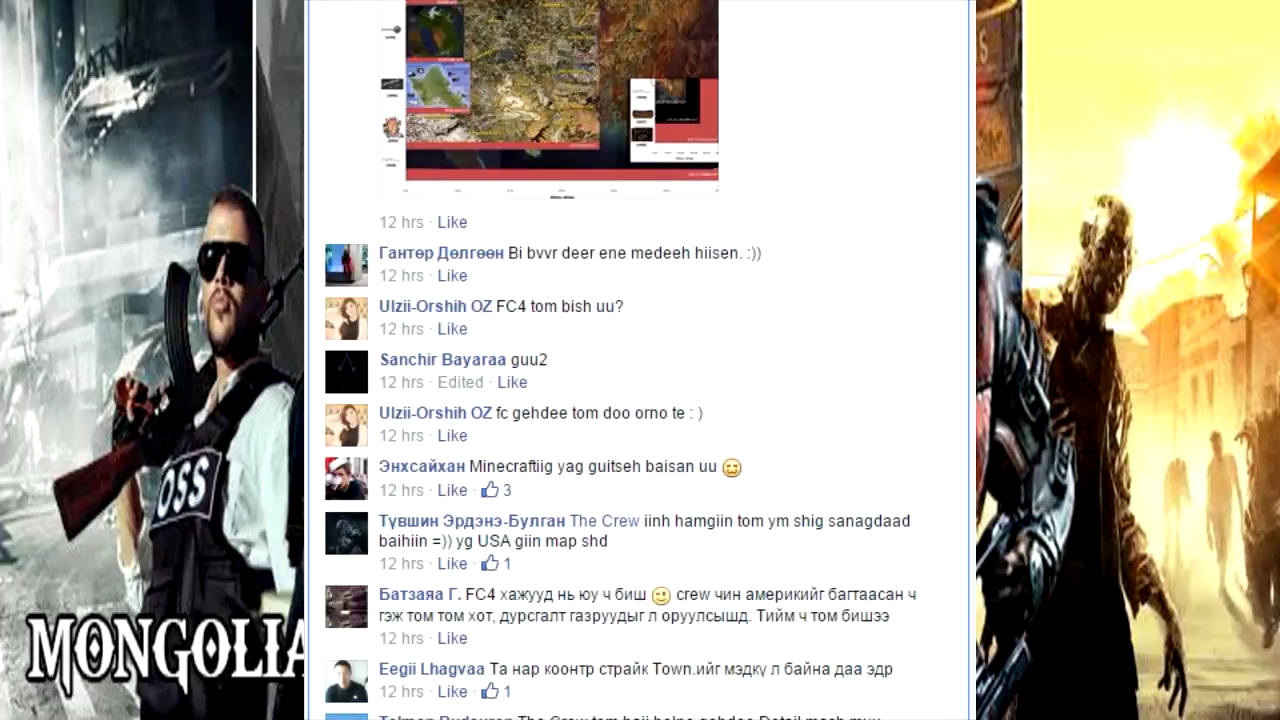 12 hrs · Like
Гантөр Дөлгөөн Bi bvvr deer ene medeeh hiisen. :))
12 hrs · Like
Ulzii-Orshih OZ FC4 tom bish uu?
12 hrs · Like
Sanchir Bayaraa guu2
12 hrs · Edited · Like
Ulzii-Orshih OZ fc gehdee tom doo orno te : )
12 hrs · Like
Энхсайхан Minecraftiig yag guitseh baisan uu
12 hrs · Like · 3
Түвшин Эрдэнэ-Булган The Crew iinh hamgiin tom ym shig sanagdaad
baihiin =)) yg USA giin map shd
12 hrs · Like · 1
Батзаяа Г. FC4 хажууд нь юу ч биш crew чин америкийг багтаасан ч
гэж том том хот, дурсгалт газруудыг л оруулсышд. Тийм ч том бишээ
12 hrs · Like
Eegii Lhagvaa Та нар коонтр страйк Town.ийг мэдкү л байна даа эдр
12 hrs · Like · 1
OSS
MONGOLIA